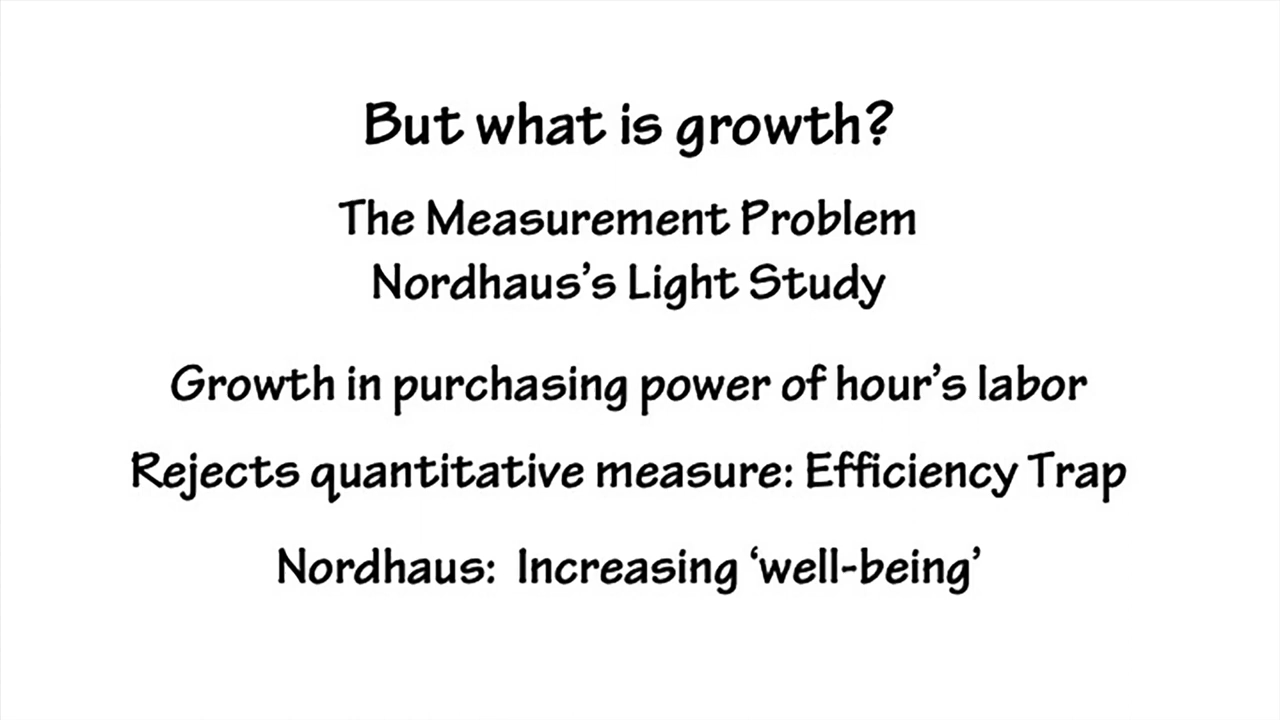 But what is growth?
The Measurement Problem
Nordhaus’s Light Study
Growth in purchasing power of hour’s labor
Rejects quantitative measure: Efficiency Trap
Nordhaus: Increasing ‘well-being’